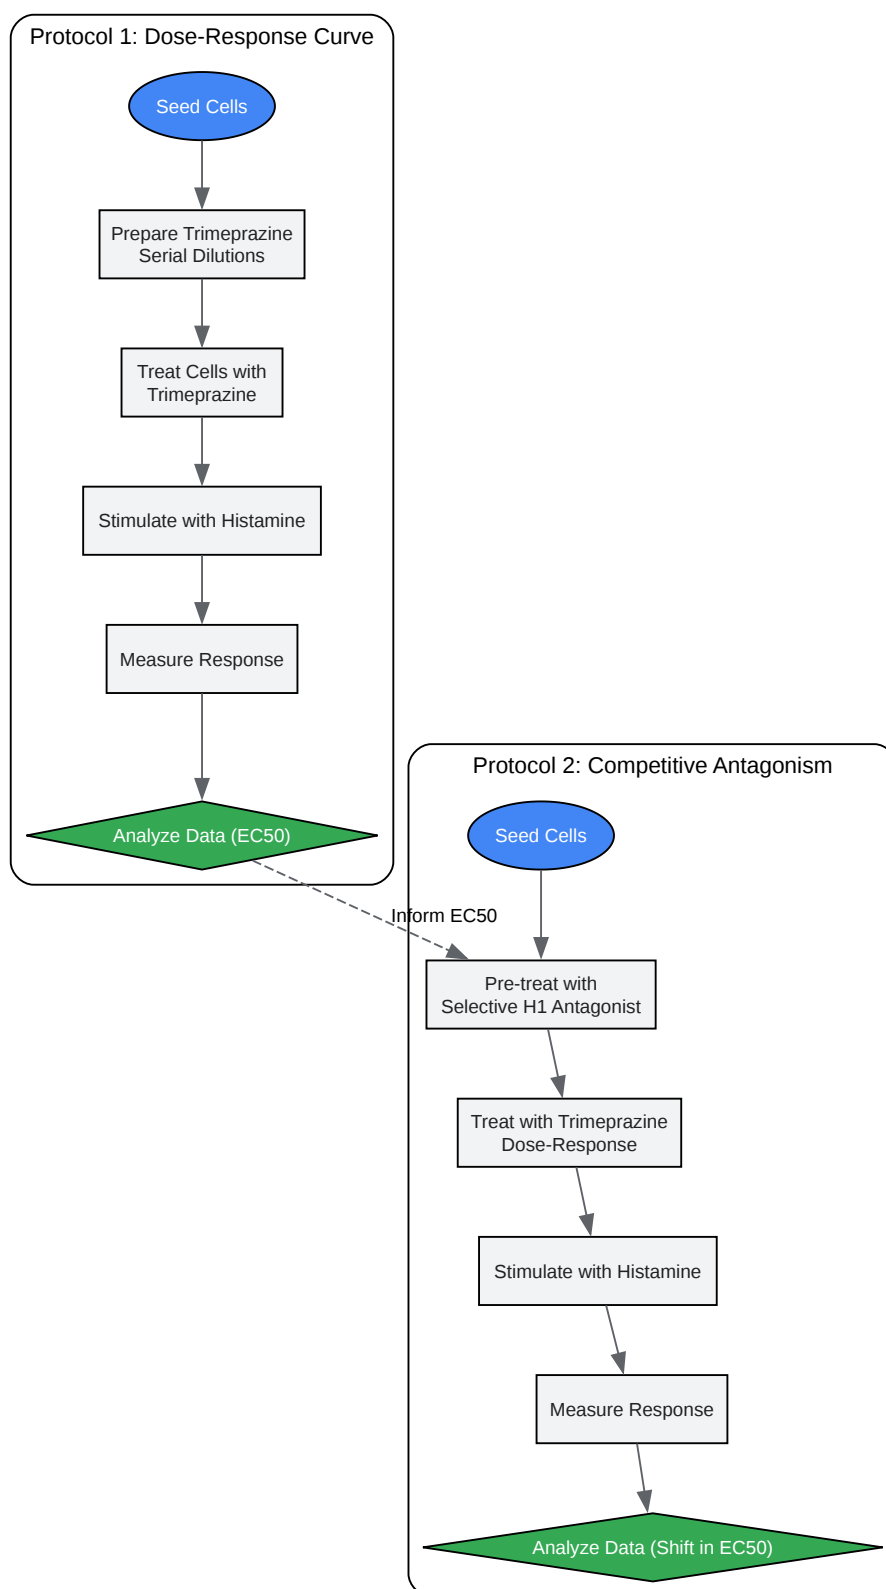 Protocol 1: Dose-Response Curve
Seed Cells
Prepare Trimeprazine
Serial Dilutions
Treat Cells with
Trimeprazine
Stimulate with Histamine
Measure Response
Analyze Data (EC50)
Inform EC50
Protocol 2: Competitive Antagonism
Seed Cells
Pre-treat with
Selective H1 Antagonist
Treat with Trimeprazine
Dose-Response
Stimulate with Histamine
Measure Response
Analyze Data (Shift in EC50)